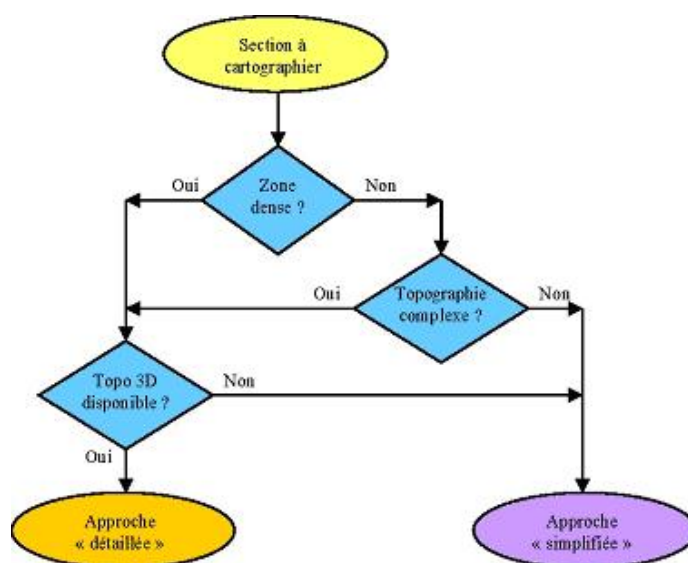 Section à
cartographier
Oui
Zone
dense ?
Non
Oui
Topographie
complexe ?
Non
Topo 3D
disponible ?
Non
Oui
Approche
« détaillée »
Approche
« simplifiée »